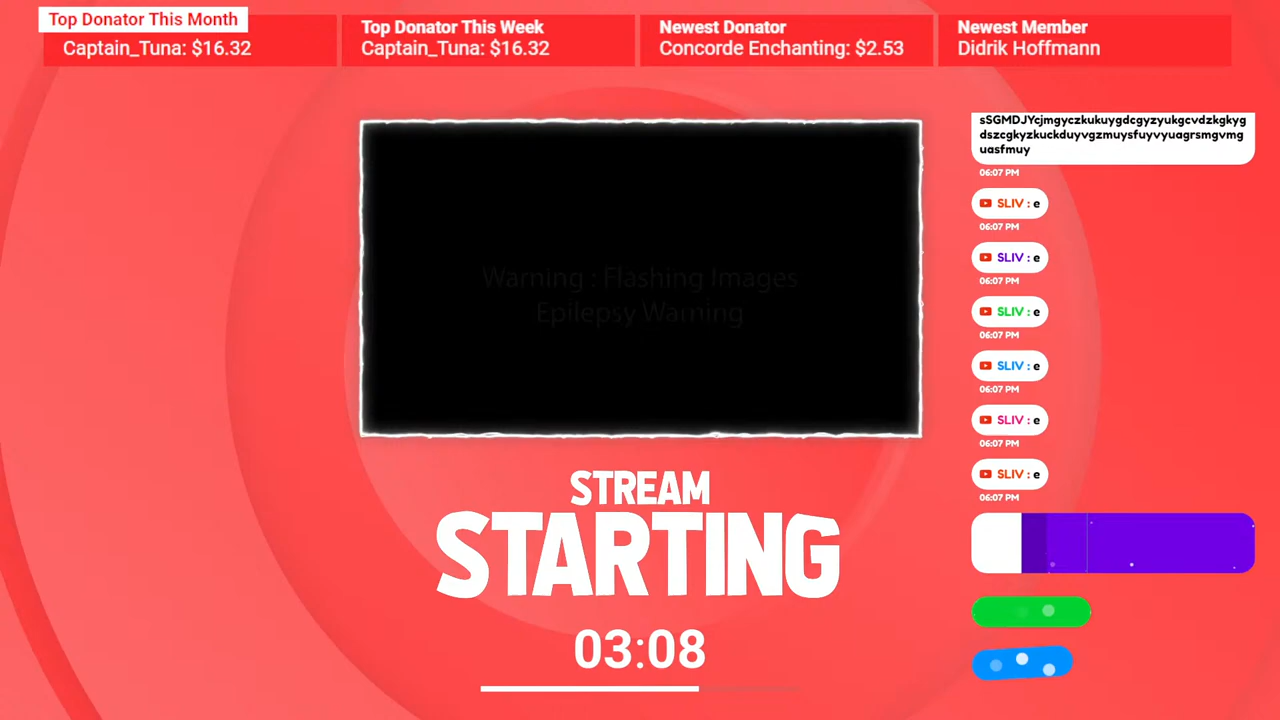 Top Donator This Month
Captain_Tuna: $16.32
Top Donator This Week
Captain_Tuna: $16.32
Newest Donator
Concorde Enchanting: $2.53
Newest Member
Didrik Hoffmann
Warning : Flashing Images
Epilepsy Warning
STREAM
STARTING
03:08
sSGMDJYcjmgyczkukuygdcgyzyukgcvdzkgkyg
dszcgkyzkuckduyvgzmuysfuyvyuagrsmgvmg
uasfmuy
06:07 PM
SLIV : e
06:07 PM
SLIV : e
06:07 PM
SLIV : e
06:07 PM
SLIV : e
06:07 PM
SLIV : e
06:07 PM
SLIV : e
06:07 PM